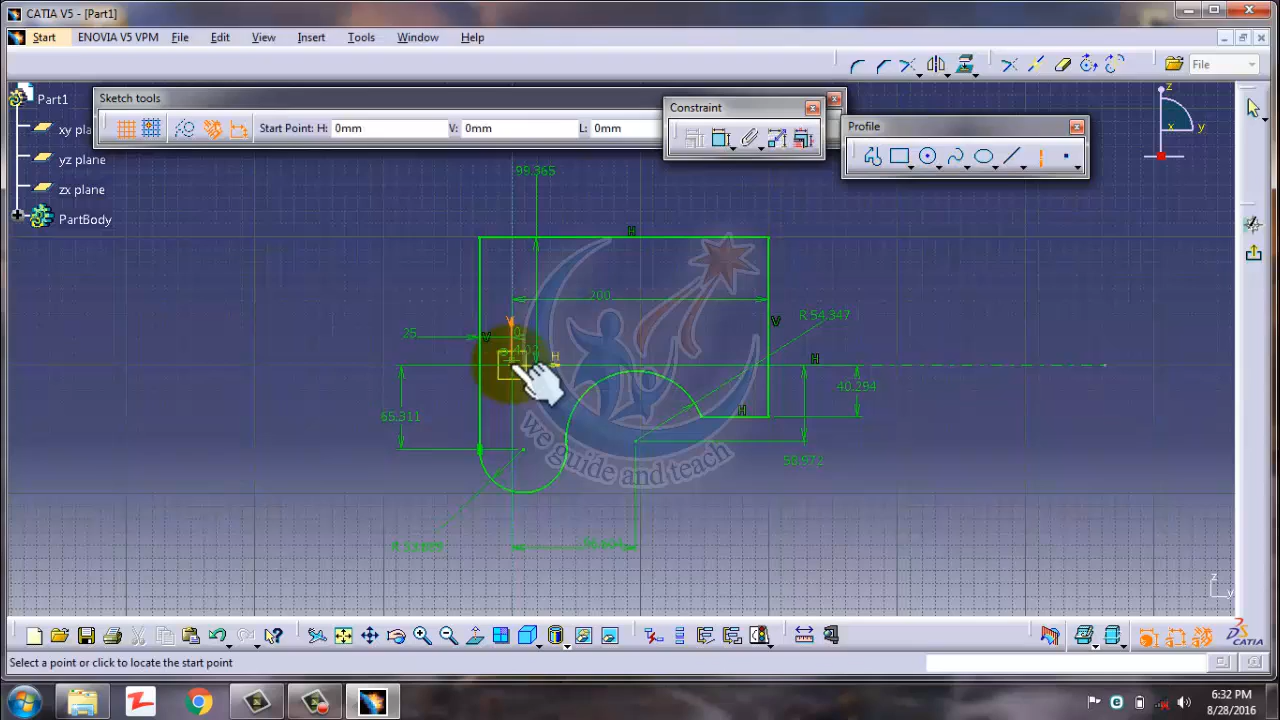 CATIA V5 - [Part1]
Start ENOVIA V5 VPM File Edit View Insert Tools Window Help
File
Part1
xy pla
yz plane
zx plane
PartBody
Sketch tools
Start Point: H: 0mm V: 0mm L: 0mm
Constraint
Profile
z
x
y
99.365
H
200
R 54.347
V
25
V
0
H
H
40.294
65.311
H
58.972
we guide and teach
z
y
Select a point or click to locate the start point
CATIA
6:32 PM
8/28/2016